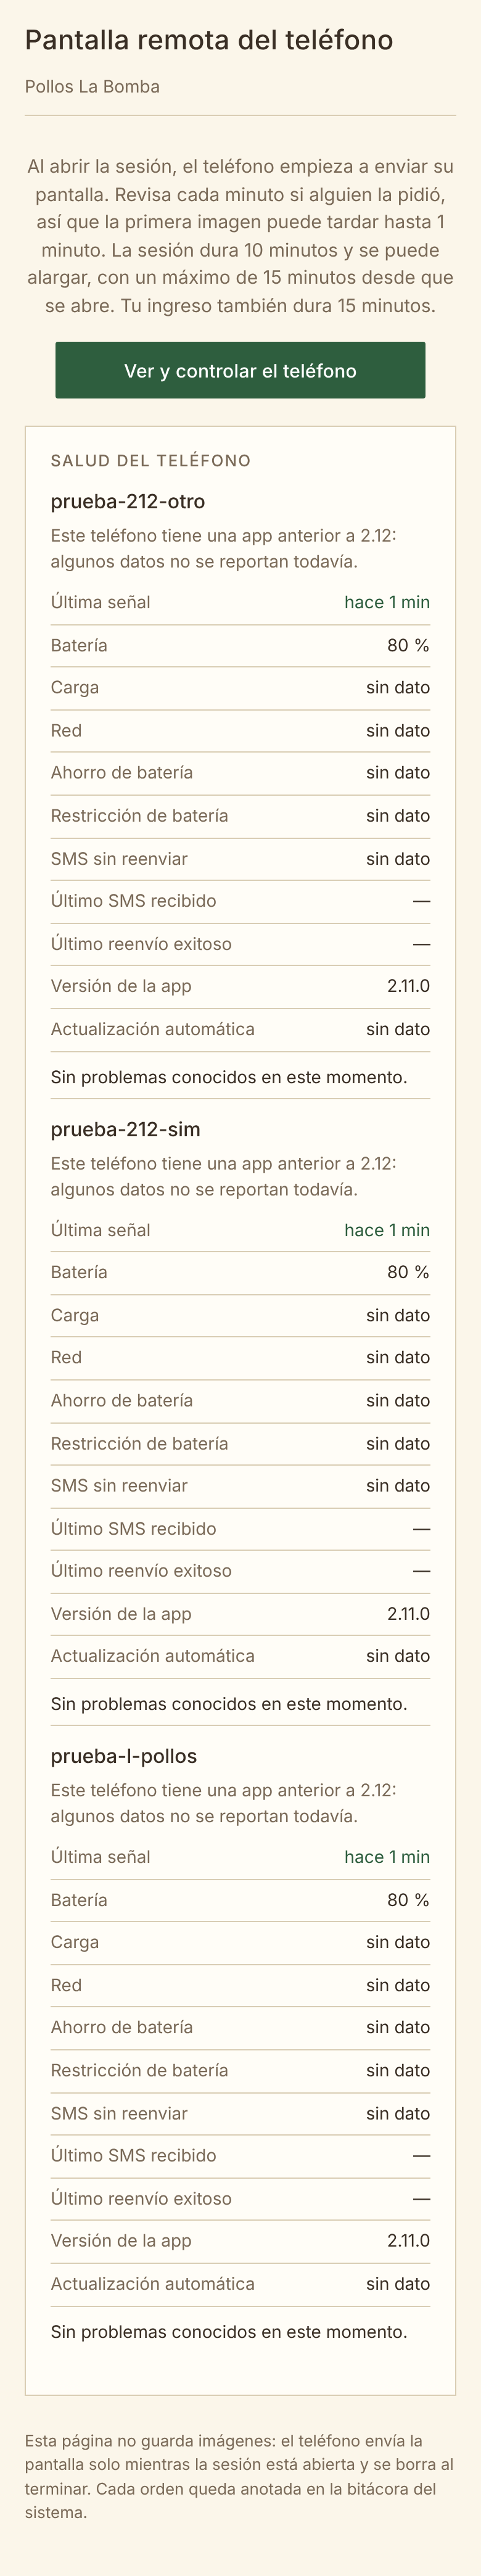 Pantalla remota del teléfono
Pollos La Bomba
Al abrir la sesión, el teléfono empieza a enviar su
pantalla. Revisa cada minuto si alguien la pidió,
así que la primera imagen puede tardar hasta 1
minuto. La sesión dura 10 minutos y se puede
alargar, con un máximo de 15 minutos desde que
se abre. Tu ingreso también dura 15 minutos.
Ver y controlar el teléfono
SALUD DEL TELÉFONO
prueba-212-otro
Este teléfono tiene una app anterior a 2.12:
algunos datos no se reportan todavía.
Última señal hace 1 min
Batería 80 %
Carga sin dato
Red sin dato
Ahorro de batería sin dato
Restricción de batería sin dato
SMS sin reenviar sin dato
Último SMS recibido —
Último reenvío exitoso —
Versión de la app 2.11.0
Actualización automática sin dato
Sin problemas conocidos en este momento.
prueba-212-sim
Este teléfono tiene una app anterior a 2.12:
algunos datos no se reportan todavía.
Última señal hace 1 min
Batería 80 %
Carga sin dato
Red sin dato
Ahorro de batería sin dato
Restricción de batería sin dato
SMS sin reenviar sin dato
Último SMS recibido —
Último reenvío exitoso —
Versión de la app 2.11.0
Actualización automática sin dato
Sin problemas conocidos en este momento.
prueba-l-pollos
Este teléfono tiene una app anterior a 2.12:
algunos datos no se reportan todavía.
Última señal hace 1 min
Batería 80 %
Carga sin dato
Red sin dato
Ahorro de batería sin dato
Restricción de batería sin dato
SMS sin reenviar sin dato
Último SMS recibido —
Último reenvío exitoso —
Versión de la app 2.11.0
Actualización automática sin dato
Sin problemas conocidos en este momento.
Esta página no guarda imágenes: el teléfono envía la
pantalla solo mientras la sesión está abierta y se borra al
terminar. Cada orden queda anotada en la bitácora del
sistema.